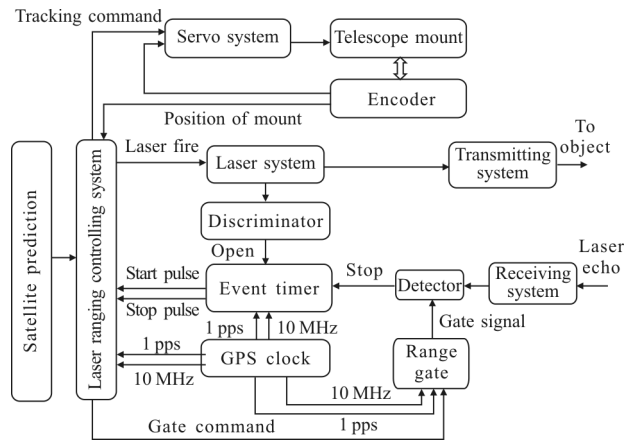 Tracking command
Servo system
Telescope mount
Encoder
Position of mount
Satellite prediction
Laser ranging controlling system
Laser fire
Laser system
Transmitting
system
To
object
Discriminator
Open
Start pulse
Stop pulse
Event timer
Stop
Detector
Receiving
system
Laser
echo
1 pps
10 MHz
Gate signal
1 pps
10 MHz
GPS clock
Range
gate
10 MHz
1 pps
Gate command